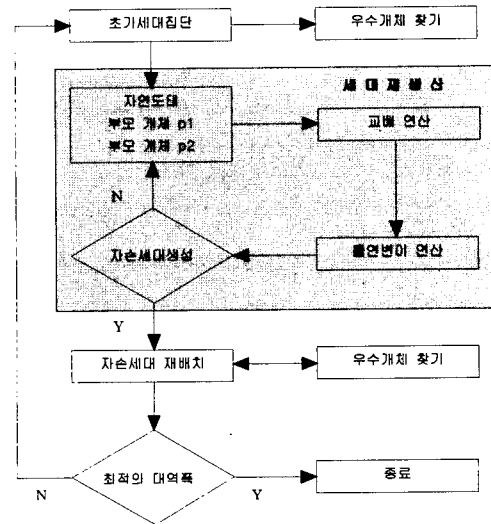 초기세대집단
우수개체 찾기
세 대 재 생 산
자연도태
부모 개체 p1
부모 개체 p2
교배 연산
N
자손세대생성
돌연변이 연산
Y
자손세대 재배치
우수개체 찾기
최적의 대역폭
종료
N
Y